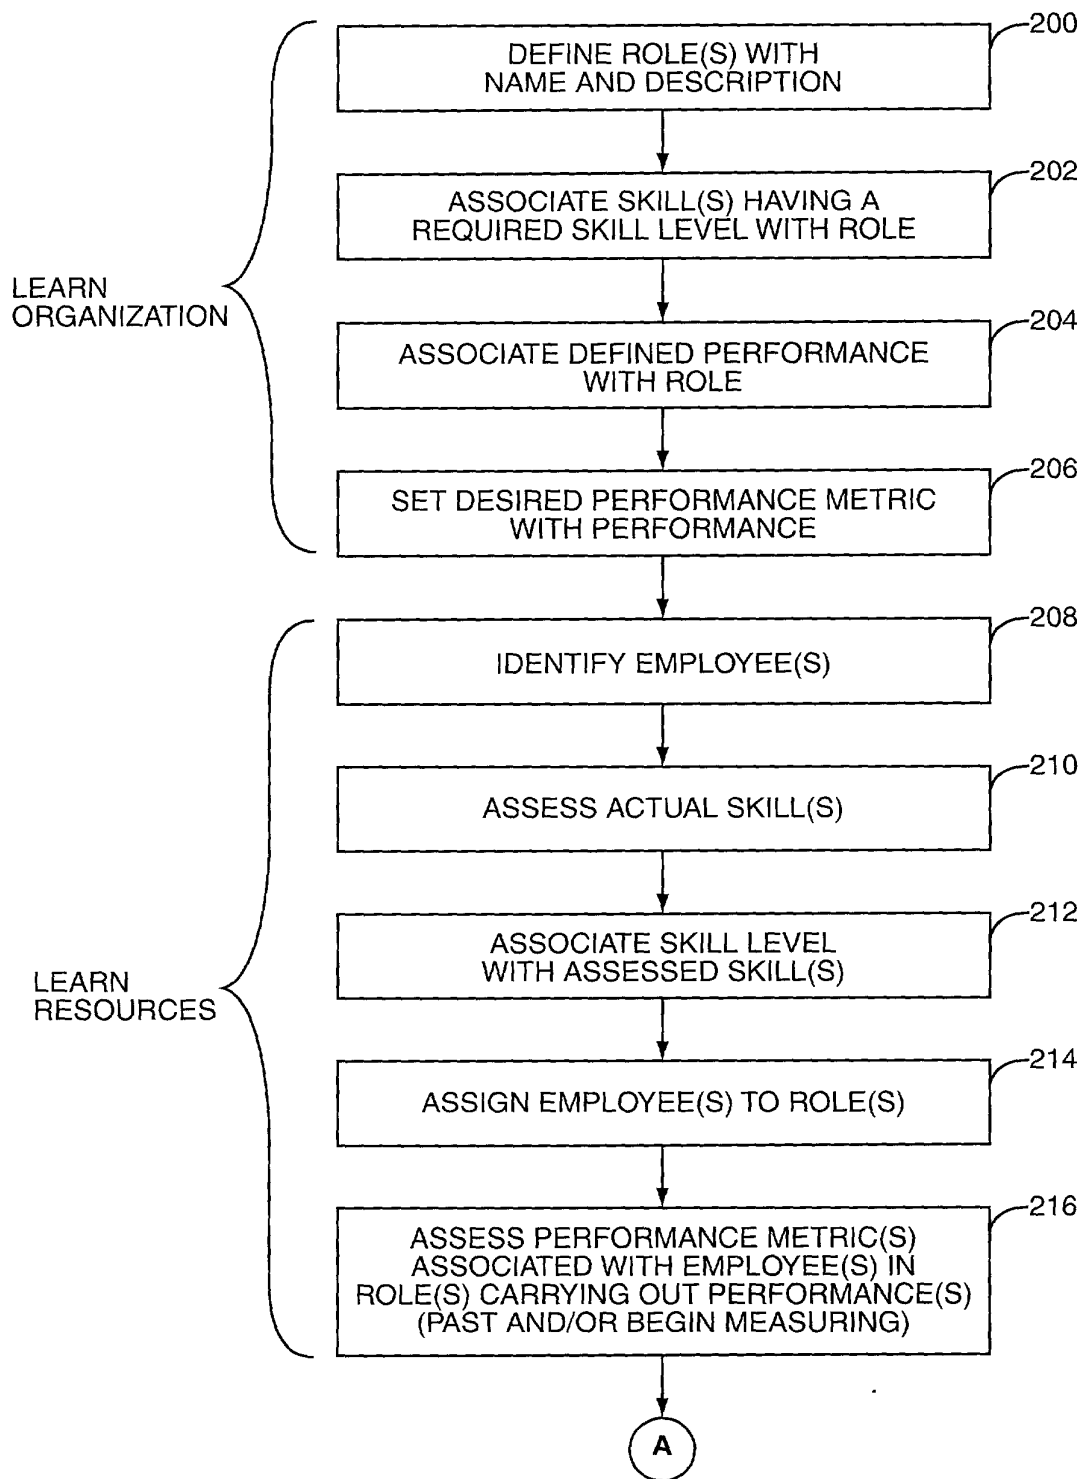 200
DEFINE ROLE(S) WITH
NAME AND DESCRIPTION
202
ASSOCIATE SKILL(S) HAVING A
REQUIRED SKILL LEVEL WITH ROLE
LEARN
ORGANIZATION
204
ASSOCIATE DEFINED PERFORMANCE
WITH ROLE
206
SET DESIRED PERFORMANCE METRIC
WITH PERFORMANCE
208
IDENTIFY EMPLOYEE(S)
210
ASSESS ACTUAL SKILL(S)
212
ASSOCIATE SKILL LEVEL
WITH ASSESSED SKILL(S)
LEARN
RESOURCES
214
ASSIGN EMPLOYEE(S) TO ROLE(S)
216
ASSESS PERFORMANCE METRIC(S)
ASSOCIATED WITH EMPLOYEE(S) IN
ROLE(S) CARRYING OUT PERFORMANCE(S)
(PAST AND/OR BEGIN MEASURING)
A